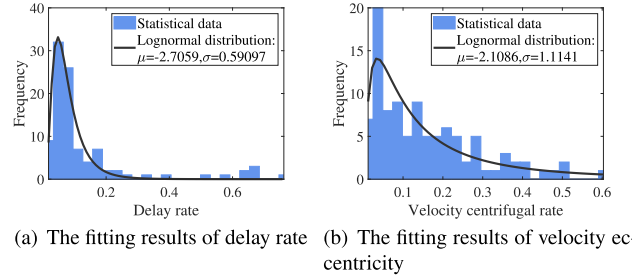 40
30
20
10
0
Frequency
0.2
0.4
0.6
Delay rate
Statistical data
Lognormal distribution:
μ=-2.7059,σ=0.59097
(a) The fitting results of delay rate
20
15
10
5
0
Frequency
0.1
0.2
0.3
0.4
0.5
0.6
Velocity centrifugal rate
Statistical data
Lognormal distribution:
μ=-2.1086,σ=1.1141
(b) The fitting results of velocity ec-
centricity